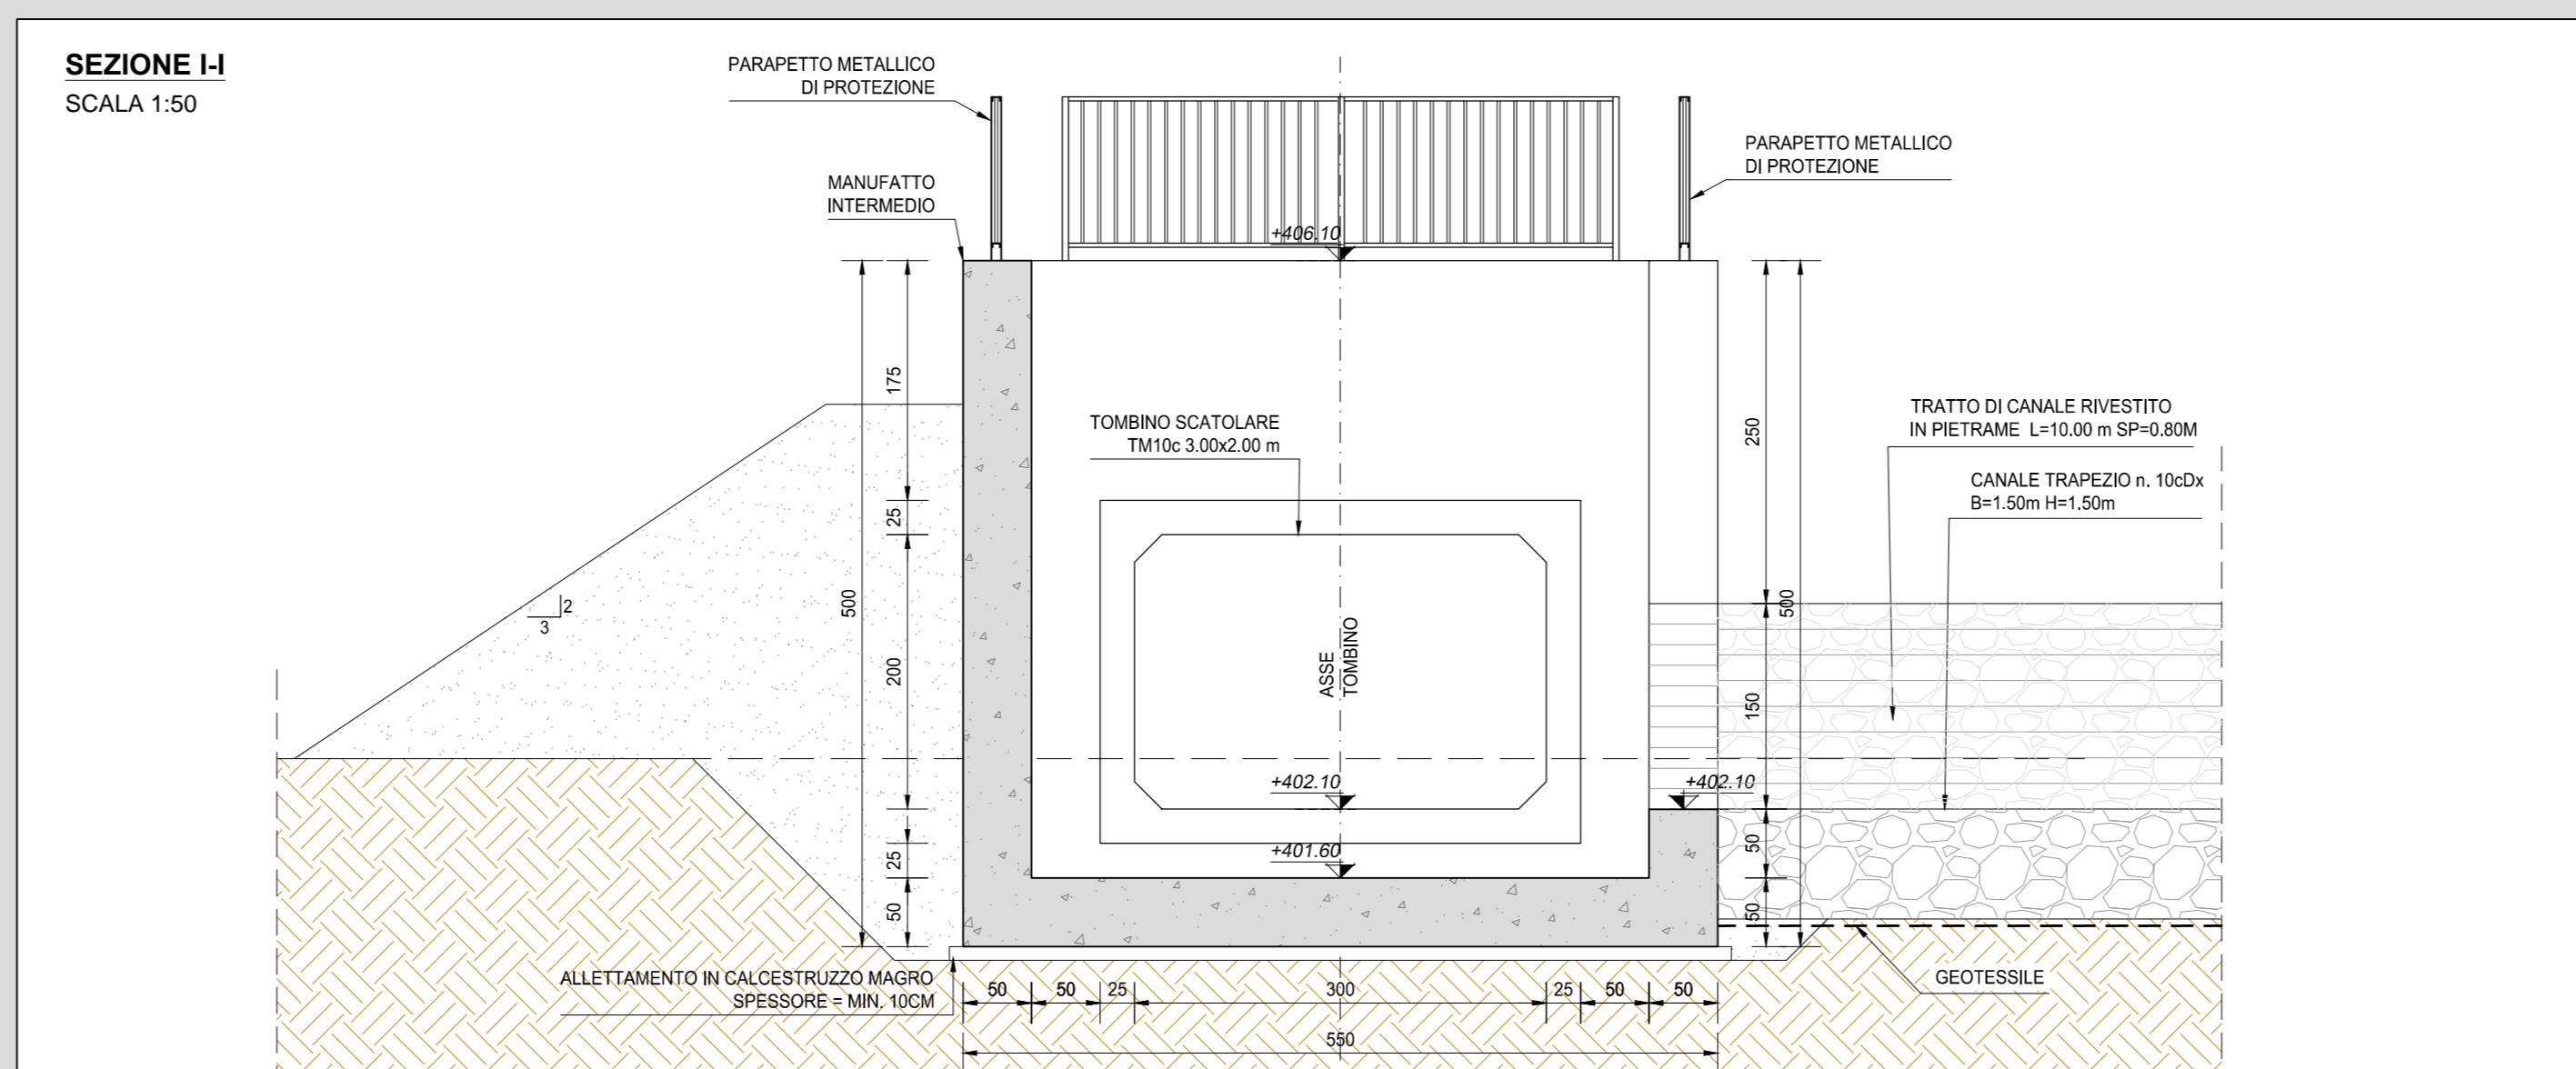 SEZIONE I-I
SCALA 1:50
PARAPETTO METALLICO
DI PROTEZIONE
PARAPETTO METALLICO
DI PROTEZIONE
MANUFATTO
INTERMEDIO
+406.10
175
25
200
25
50
500
250
500
150
50
50
TOMBINO SCATOLARE
TM10c 3.00x2.00 m
TRATTO DI CANALE RIVESTITO
IN PIETRAME L=10.00 m SP=0.80M
CANALE TRAPEZIO n. 10cDx
B=1.50m H=1.50m
2
3
ASSE
TOMBINO
+402.10
+402.10
+401.60
ALLETTAMENTO IN CALCESTRUZZO MAGRO
SPESSORE = MIN. 10CM
GEOTESSILE
50 50 25 300 25 50 50
550